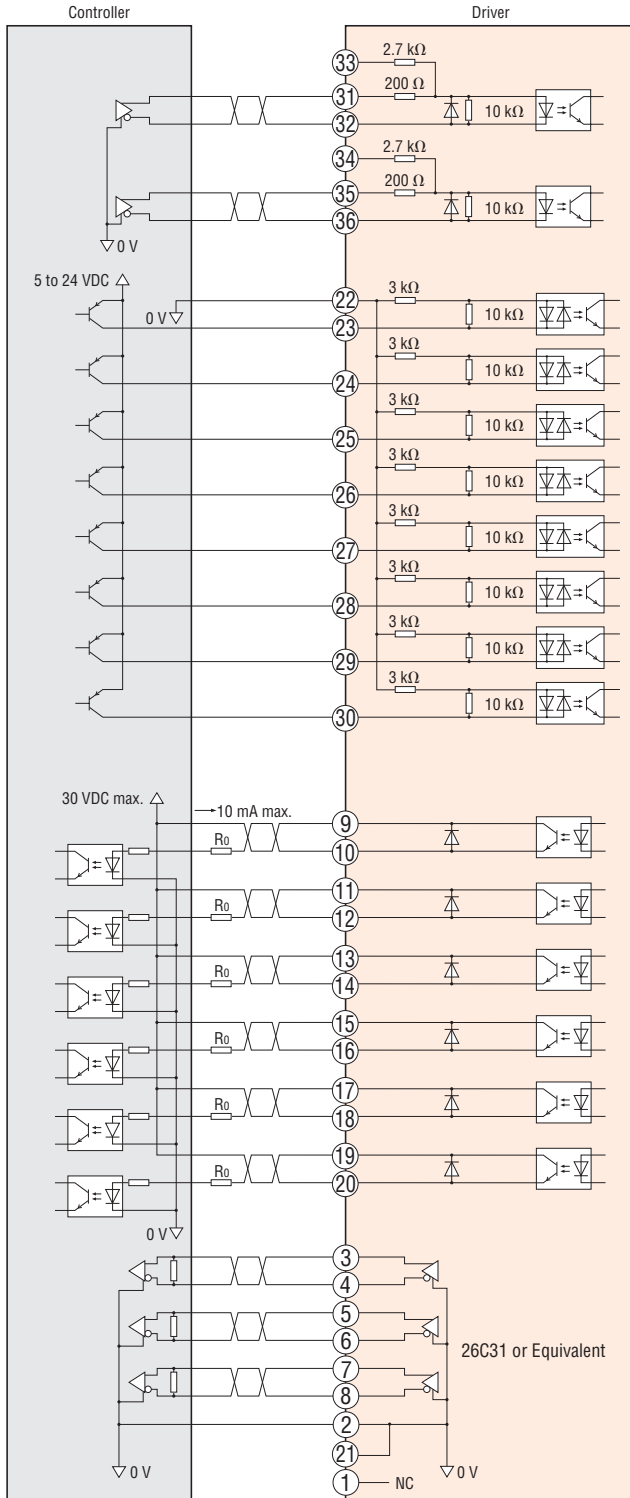 Controller Driver
33 2.7 kΩ
31 200 Ω
32 10 kΩ
34 2.7 kΩ
35 200 Ω
36 10 kΩ
0 V
5 to 24 VDC
0 V 22 3 kΩ
23 10 kΩ
3 kΩ
24 10 kΩ
3 kΩ
25 10 kΩ
3 kΩ
26 10 kΩ
3 kΩ
27 10 kΩ
3 kΩ
28 10 kΩ
3 kΩ
29 10 kΩ
3 kΩ
30 10 kΩ
30 VDC max.
10 mA max.
9
R0 10
11
R0 12
13
R0 14
15
R0 16
17
R0 18
19
R0 20
0 V
3
4
5
6
26C31 or Equivalent
7
8
2
21
0 V 0 V
1 NC